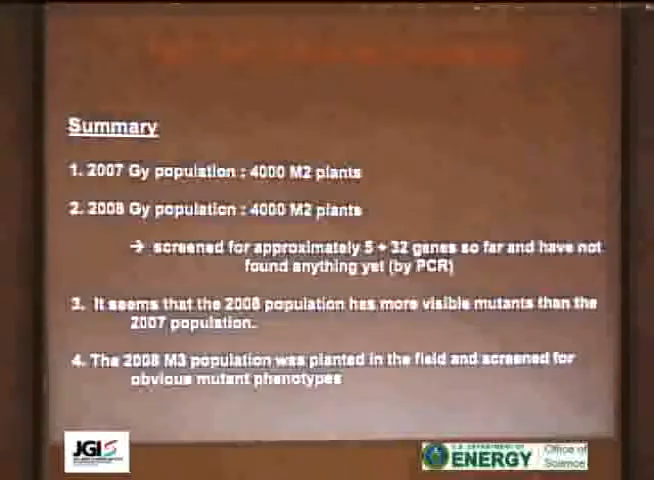 Summary
1. 2007 Gy population : 4000 M2 plants
2. 2008 Gy population : 4000 M2 plants
→ screened for approximately 5 + 32 genes so far and have not
found anything yet (by PCR)
3. It seems that the 2008 population has more visible mutants than the
2007 population.
4. The 2008 M3 population was planted in the field and screened for
obvious mutant phenotypes
JGI
U.S. DEPARTMENT OF
ENERGY
Office of
Science